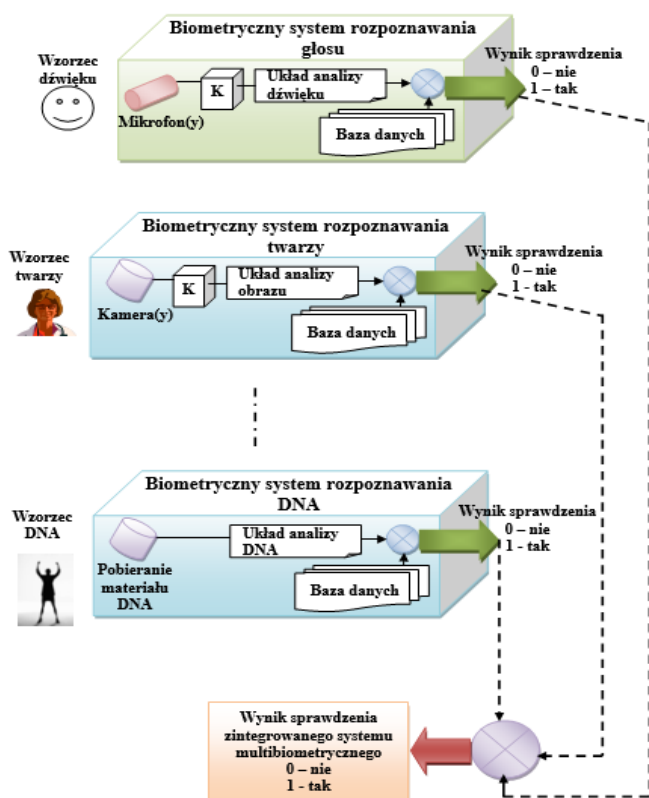 Biometryczny system rozpoznawania
głosu
Wzorzec
dźwięku
K
Układ analizy
dźwięku
Mikrofon(y)
Baza danych
Wynik sprawdzenia
0 – nie
1 – tak
Biometryczny system rozpoznawania
twarzy
Wzorzec
twarzy
K
Układ analizy
obrazu
Kamera(y)
Baza danych
Wynik sprawdzenia
0 – nie
1 - tak
Biometryczny system rozpoznawania
DNA
Wzorzec
DNA
Układ analizy
DNA
Pobieranie
materiału
DNA
Baza danych
Wynik sprawdzenia
0 – nie
1 - tak
Wynik sprawdzenia
zintegrowanego systemu
multibiometrycznego
0 – nie
1 - tak